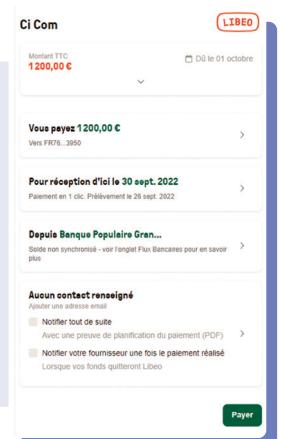 Ci Com
LIBEO
Montant TTC
1200,00 €
Dû le 01 octobre
Vous payez 1200,00 €
Vers FR76...3950
Pour réception d'ici le 30 sept. 2022
Paiement en 1 clic. Prélèvement le 26 sept. 2022
Depuis Banque Populaire Gran...
Solde non synchronisé - voir l'onglet Flux Bancaires pour en savoir
plus
Aucun contact renseigné
Ajouter une adresse email
Notifier tout de suite
Avec une preuve de planification du paiement (PDF)
Notifier votre fournisseur une fois le paiement réalisé
Lorsque vos fonds quitteront Libeo
Payer